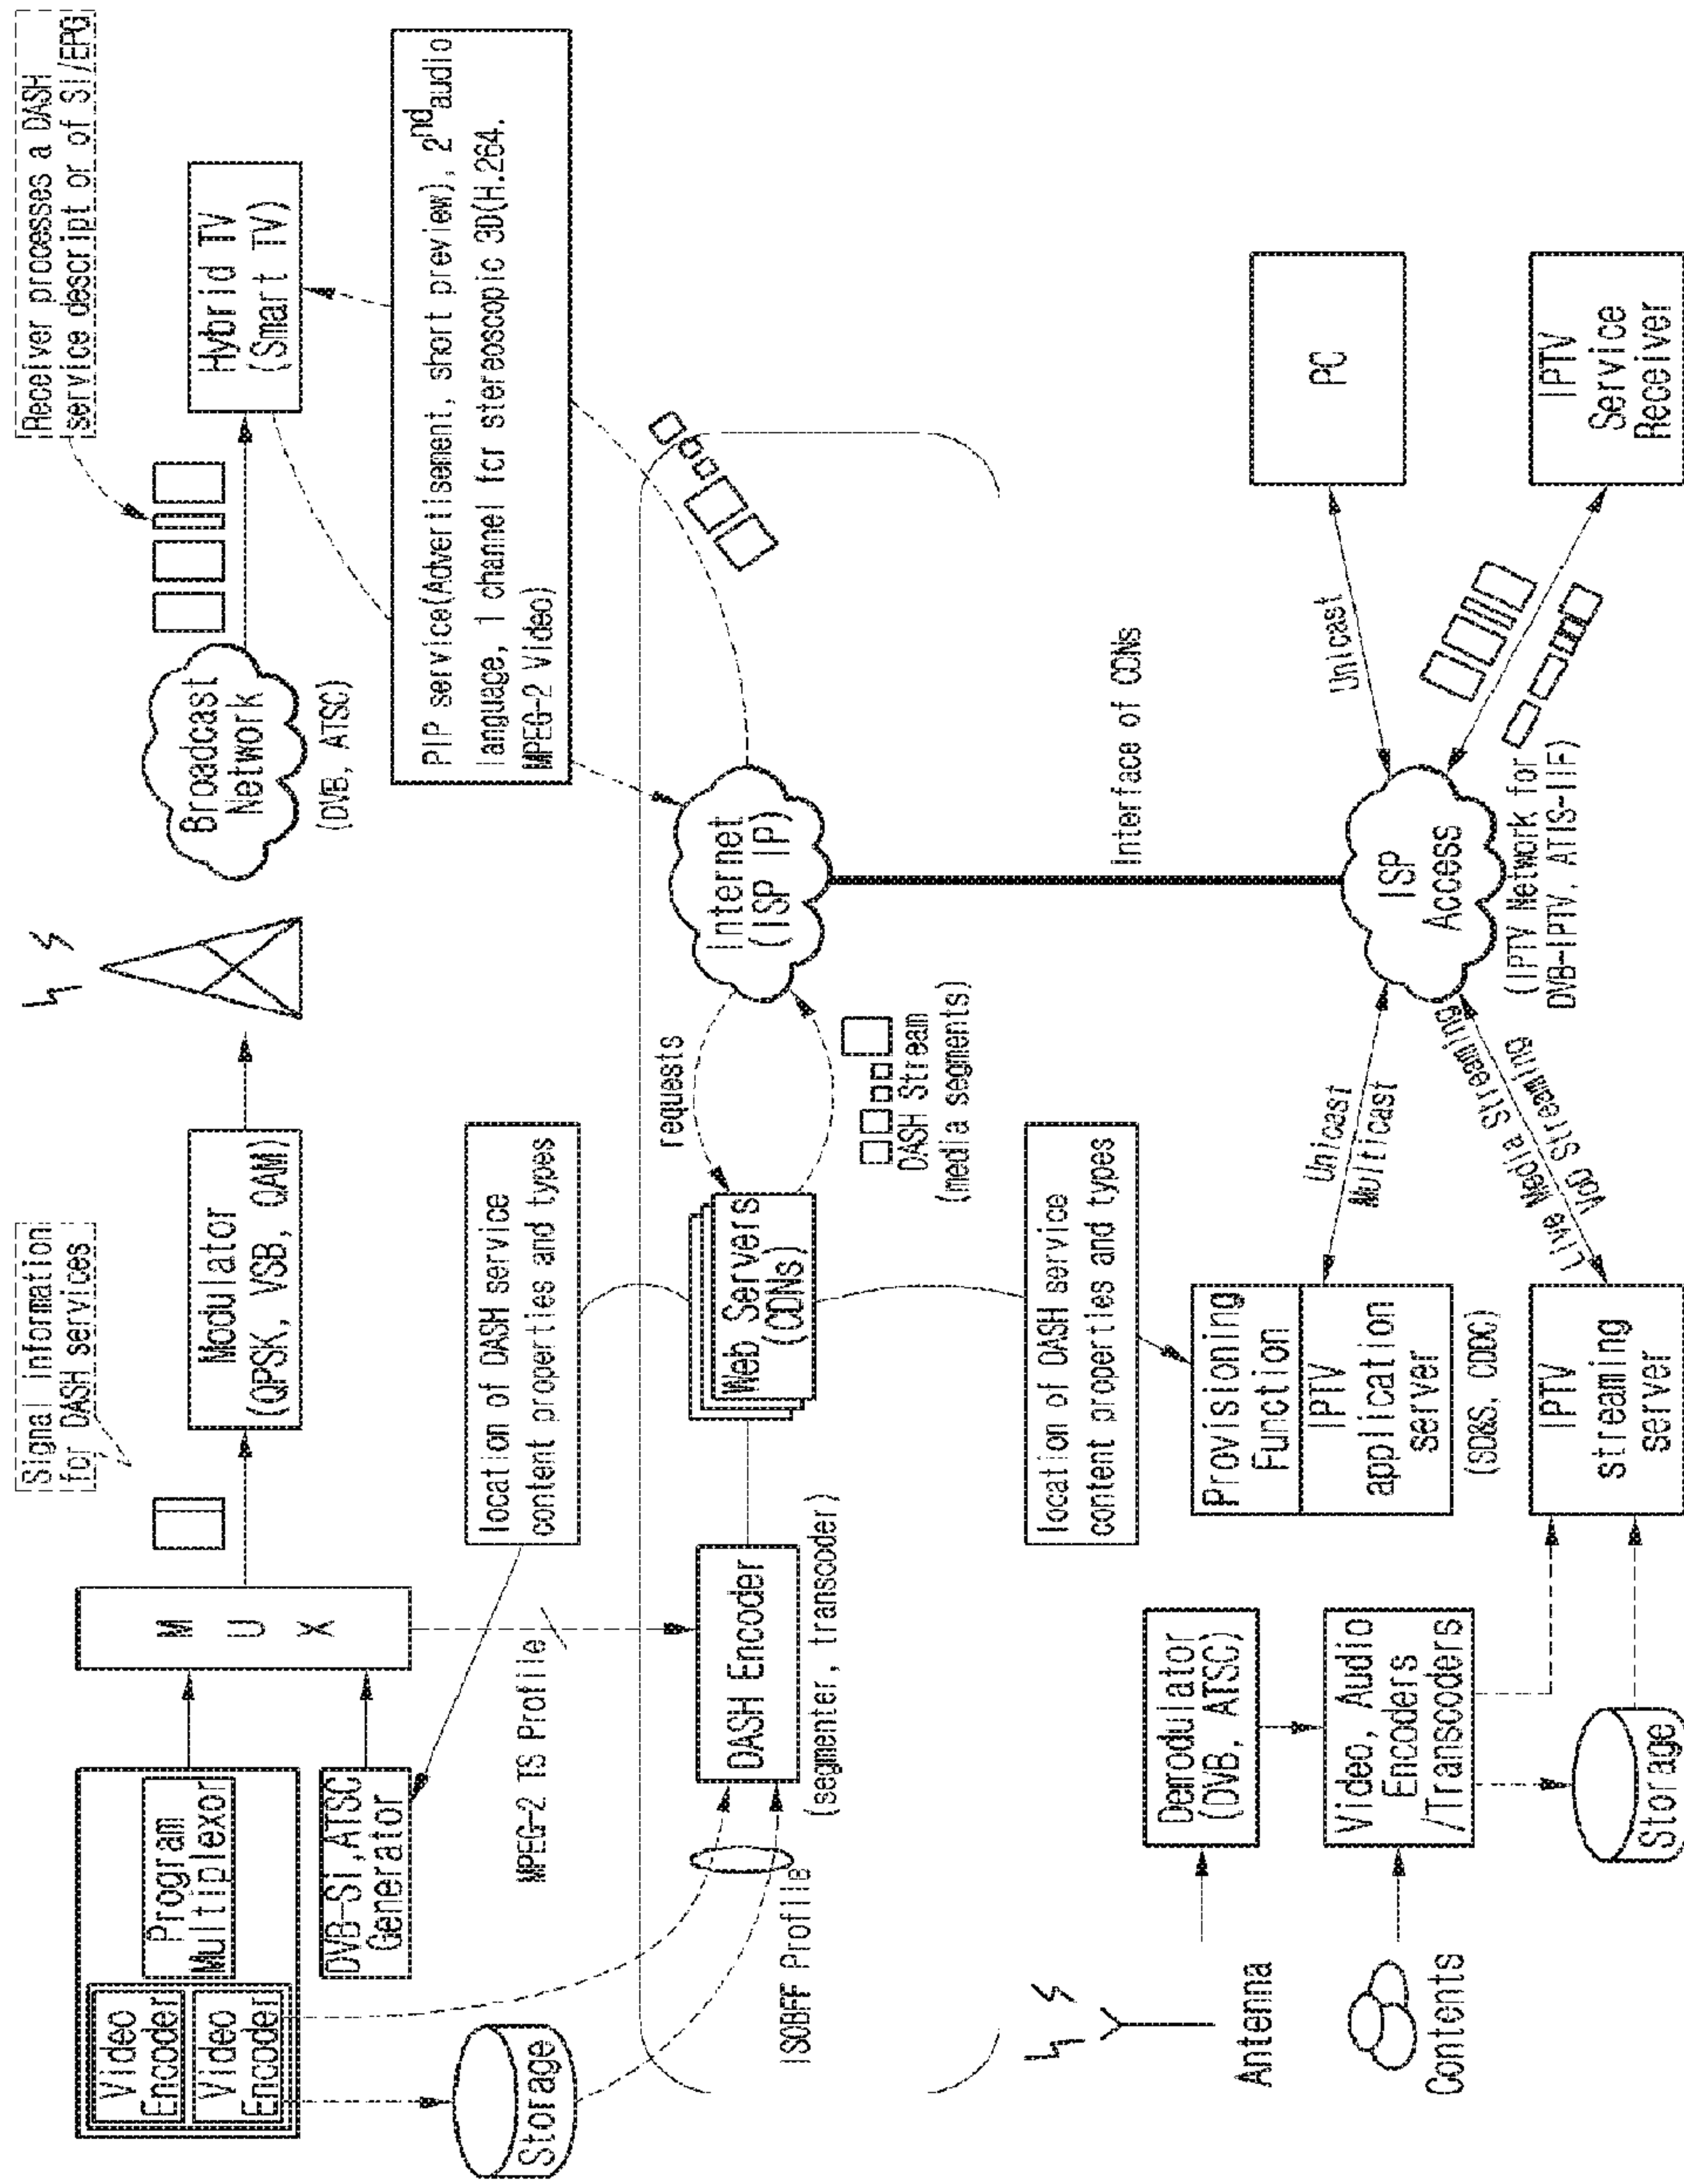 Signal information
for DASH services
Receiver processes a DASH
service descript or of SI/EPG
Video
Encoder
Video
Encoder
Program
Multiplexor
DVB-SI,ATSC
Generator
M
U
X
Modulator
(QPSK, VSB, QAM)
Broadcast
Network
(DVB, ATSC)
Hybrid TV
(Smart TV)
Storage
MPEG-2 TS Profile
location of DASH service
content properties and types
PIP service(Advertisement, short preview), 2nd audio
language, 1 channel for stereoscopic 3D(H.264.
MPEG-2 Video)
ISOBFF Profile
DASH Encoder
(segmenter, transcoder)
Web Servers
(CDNs)
requests
DASH Stream
(media segments)
Internet
(ISP IP)
location of DASH service
content properties and types
Interface of CDNs
Antenna
Contents
Demodulator
(DVB, ATSC)
Video, Audio
Encoders
/Transcoders
Storage
Provisioning
Function
IPTV
application
server
(SD&S, CDDC)
IPTV
streaming
server
Unicast
Multicast
Live Media Streaming
VoD Streaming
ISP
Access
(IPTV Network for
DVB-IPTV, ATIS-IIF)
Unicast
PC
IPTV
Service
Receiver